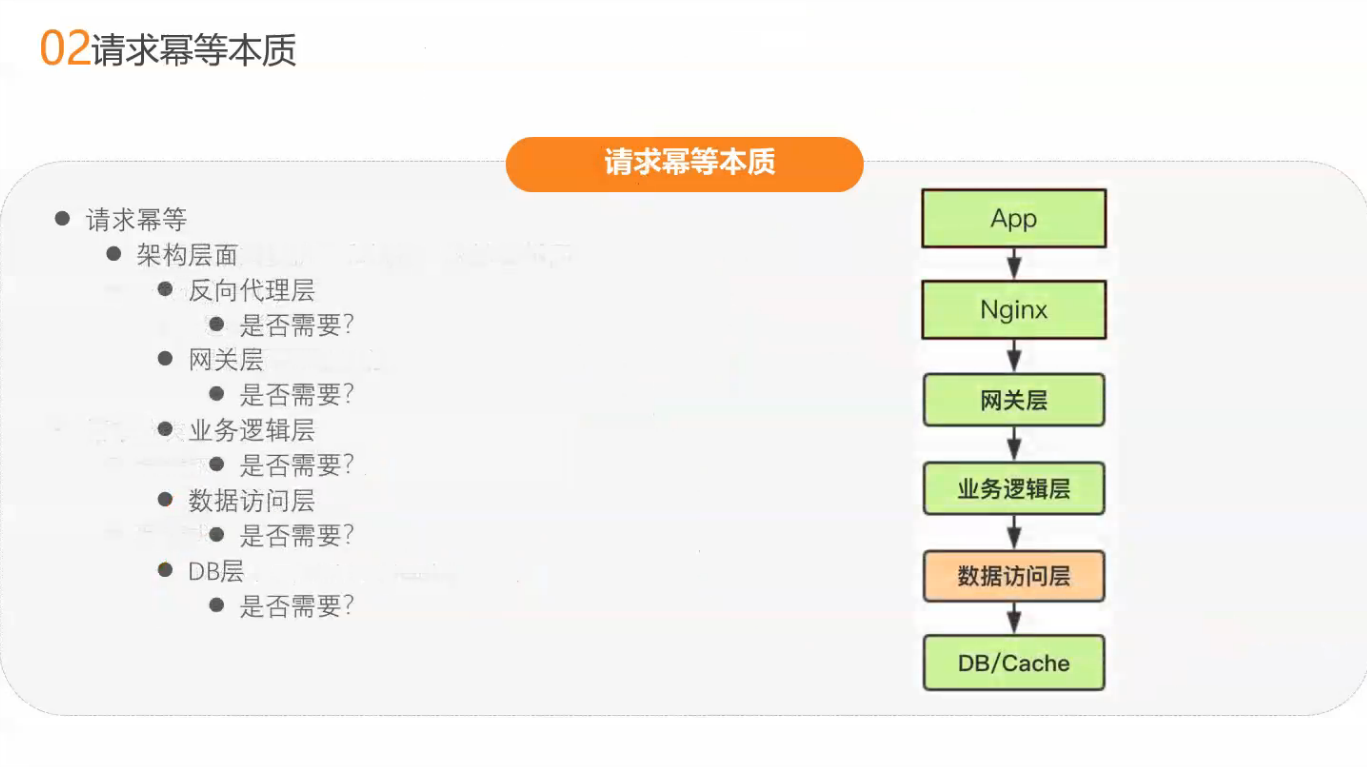 02请求幂等本质
请求幂等本质
请求幂等
架构层面
反向代理层
是否需要?
网关层
是否需要?
业务逻辑层
是否需要?
数据访问层
是否需要?
DB层
是否需要?
App
Nginx
网关层
业务逻辑层
数据访问层
DB/Cache